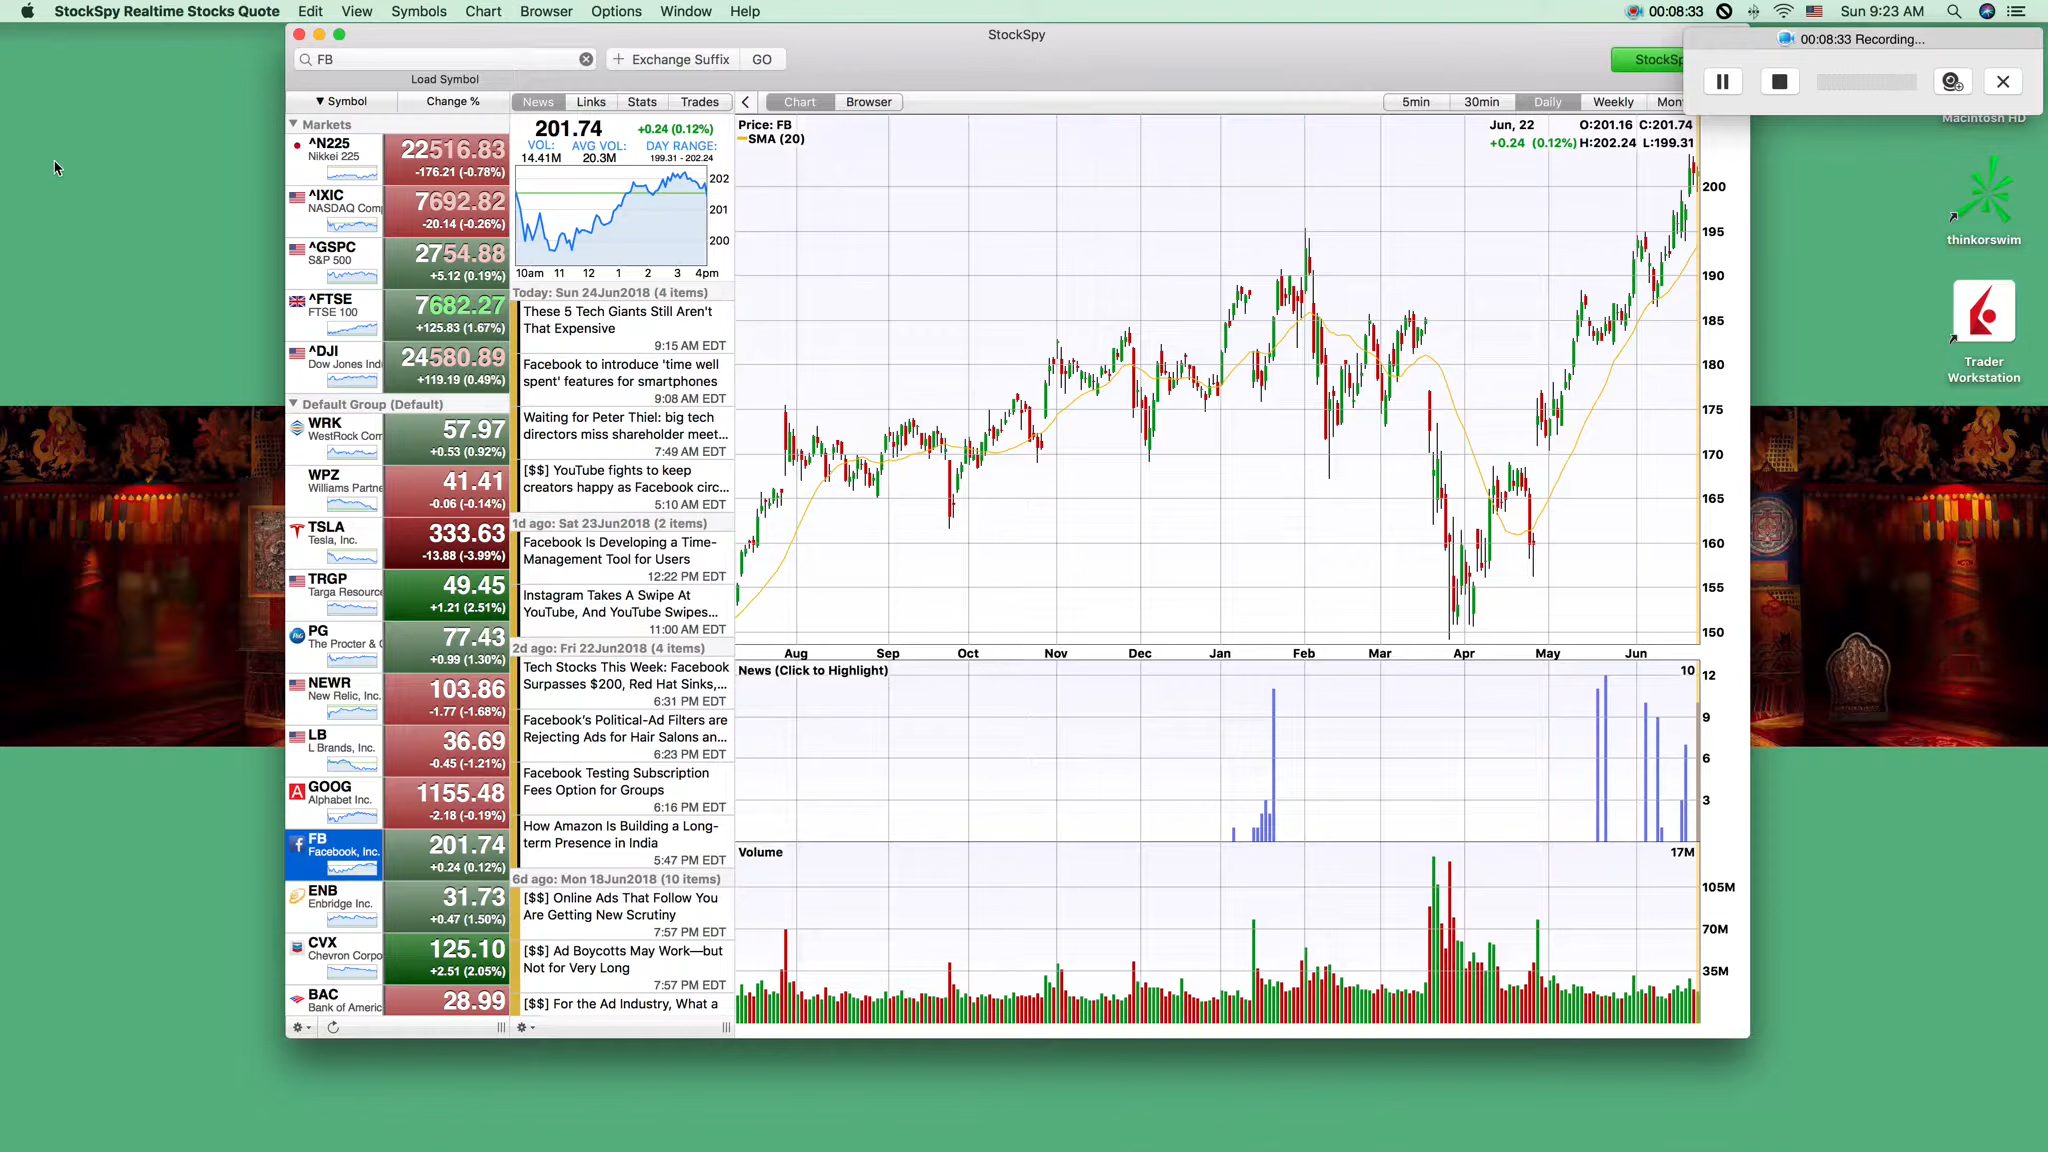 StockSpy Realtime Stocks Quote Edit View Symbols Chart Browser Options Window Help
00:08:33 Sun 9:23 AM
StockSpy
00:08:33 Recording...
FB
Exchange Suffix GO
StockSp
Load Symbol
▼ Symbol Change %
News Links Stats Trades
Chart Browser
5min 30min Daily Weekly Mon
Macintosh HD
thinkorswim
Trader
Workstation
Markets
^N225 22516.83
Nikkei 225
-176.21 (-0.78%)
^IXIC 7692.82
NASDAQ Comp
-20.14 (-0.26%)
^GSPC 2754.88
S&P 500
+5.12 (0.19%)
^FTSE 7682.27
FTSE 100
+125.83 (1.67%)
^DJI 24580.89
Dow Jones Ind
+119.19 (0.49%)
Default Group (Default)
WRK 57.97
WestRock Com
+0.53 (0.92%)
WPZ 41.41
Williams Partne
-0.06 (-0.14%)
TSLA 333.63
Tesla, Inc.
-13.88 (-3.99%)
TRGP 49.45
Targa Resource
+1.21 (2.51%)
PG 77.43
The Procter & G
+0.99 (1.30%)
NEWR 103.86
New Relic, Inc.
-1.77 (-1.68%)
LB 36.69
L Brands, Inc.
-0.45 (-1.21%)
GOOG 1155.48
Alphabet Inc.
-2.18 (-0.19%)
FB 201.74
Facebook, Inc.
+0.24 (0.12%)
ENB 31.73
Enbridge Inc.
+0.47 (1.50%)
CVX 125.10
Chevron Corpo
+2.51 (2.05%)
BAC 28.99
Bank of Americ
201.74 +0.24 (0.12%)
VOL: AVG VOL: DAY RANGE:
14.41M 20.3M 199.31 - 202.24
202
201
200
10am 11 12 1 2 3 4pm
Today: Sun 24Jun2018 (4 items)
These 5 Tech Giants Still Aren't
That Expensive
9:15 AM EDT
Facebook to introduce 'time well
spent' features for smartphones
9:08 AM EDT
Waiting for Peter Thiel: big tech
directors miss shareholder meet...
7:49 AM EDT
[$$] YouTube fights to keep
creators happy as Facebook circ...
5:10 AM EDT
1d ago: Sat 23Jun2018 (2 items)
Facebook Is Developing a Time-
Management Tool for Users
12:22 PM EDT
Instagram Takes A Swipe At
YouTube, And YouTube Swipes...
11:00 AM EDT
2d ago: Fri 22Jun2018 (4 items)
Tech Stocks This Week: Facebook
Surpasses $200, Red Hat Sinks,...
6:31 PM EDT
Facebook's Political-Ad Filters are
Rejecting Ads for Hair Salons an...
6:23 PM EDT
Facebook Testing Subscription
Fees Option for Groups
6:16 PM EDT
How Amazon Is Building a Long-
term Presence in India
5:47 PM EDT
6d ago: Mon 18Jun2018 (10 items)
[$$] Online Ads That Follow You
Are Getting New Scrutiny
7:57 PM EDT
[$$] Ad Boycotts May Work—but
Not for Very Long
7:57 PM EDT
[$$] For the Ad Industry, What a
Price: FB
SMA (20)
Jun, 22 O:201.16 C:201.74
+0.24 (0.12%) H:202.24 L:199.31
200
195
190
185
180
175
170
165
160
155
150
Aug Sep Oct Nov Dec Jan Feb Mar Apr May Jun
News (Click to Highlight) 10
12
9
6
3
Volume 17M
105M
70M
35M